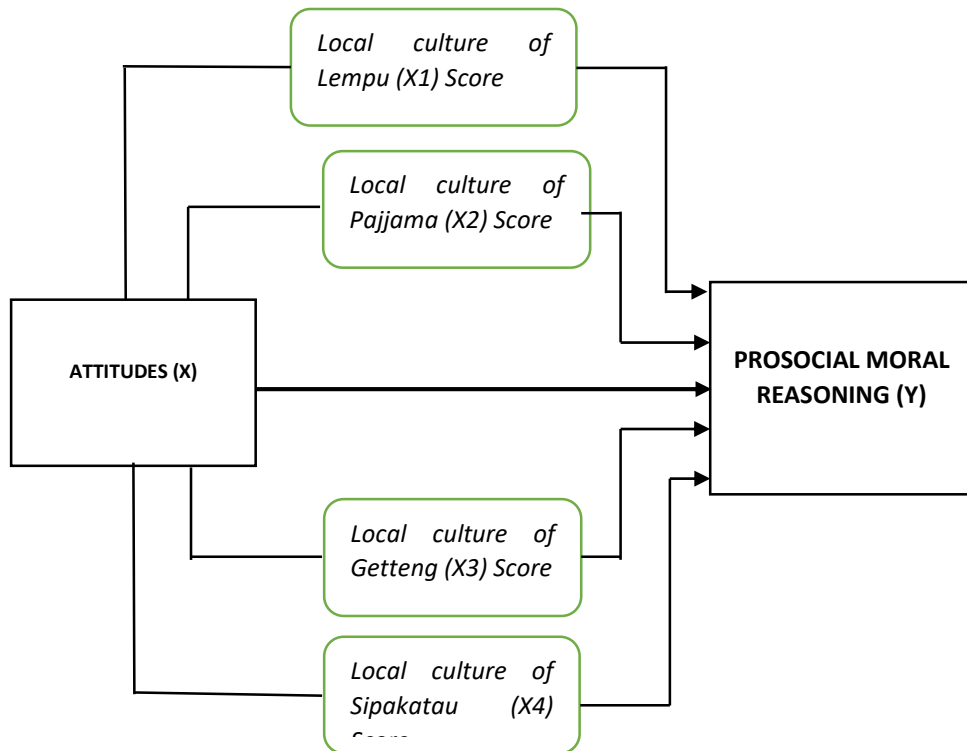 Local culture of
Lempu (X1) Score
Local culture of
Pajjama (X2) Score
ATTITUDES (X)
PROSOCIAL MORAL
REASONING (Y)
Local culture of
Getteng (X3) Score
Local culture of
Sipakatau (X4)
Score